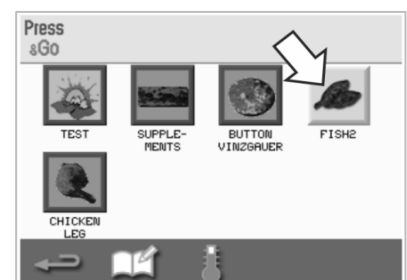 Press
&Go
TEST
SUPPLE-
MENTS
BUTTON
VINZGAUER
FISH2
CHICKEN
LEG